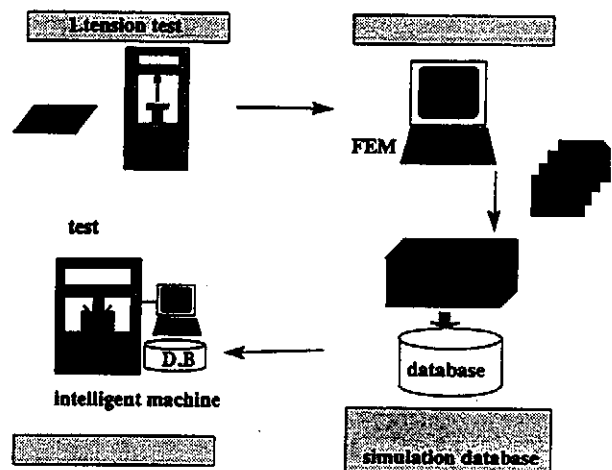 1.tension test
FEM
test
D.B
database
intelligent machine
simulation database